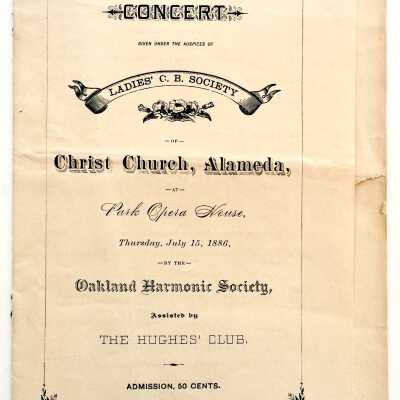 CONCERT
GIVEN UNDER THE AUSPICES OF
LADIES' C. B. SOCIETY
—OF—
Christ Church, Alameda,
—AT—
Park Opera House,
Thursday, July 15, 1886,
—BY THE—
Oakland Harmonic Society,
Assisted by
THE HUGHES' CLUB.
ADMISSION, 50 CENTS.